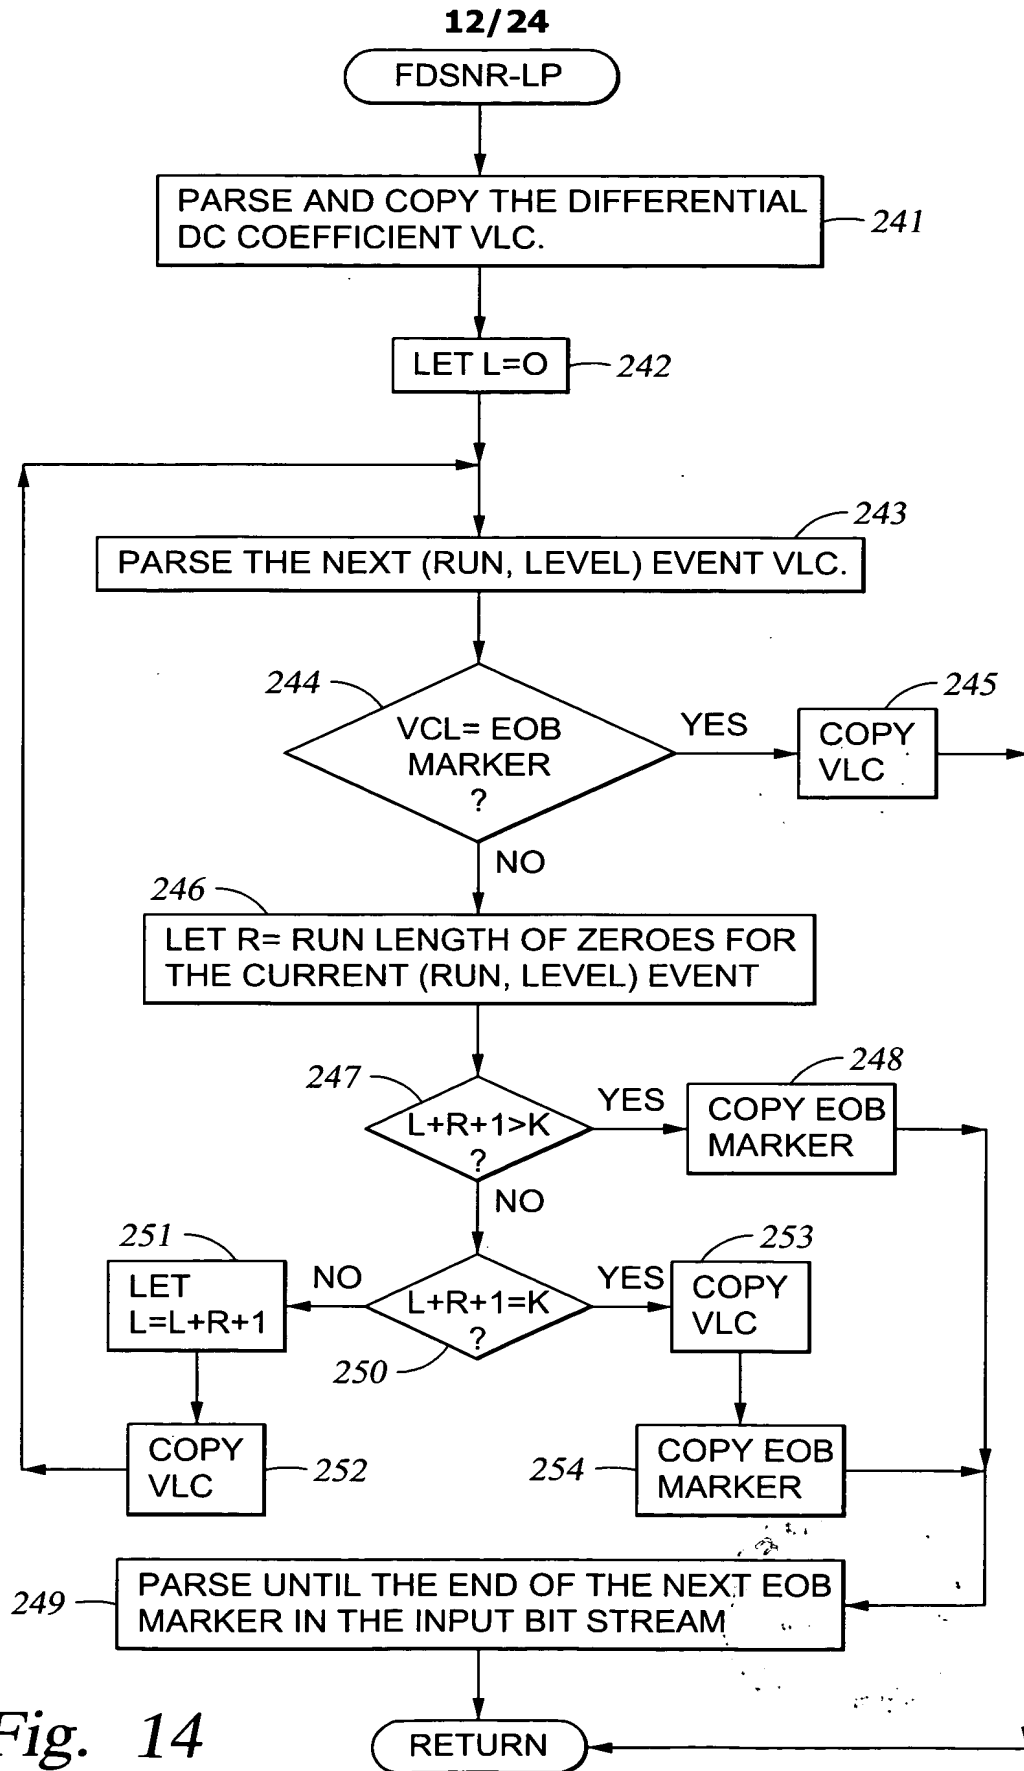 12/24
FDSNR-LP
PARSE AND COPY THE DIFFERENTIAL
DC COEFFICIENT VLC.
241
LET L=O
242
243
PARSE THE NEXT (RUN, LEVEL) EVENT VLC.
244
VCL= EOB
MARKER
?
YES
245
COPY
VLC
NO
246
LET R= RUN LENGTH OF ZEROES FOR
THE CURRENT (RUN, LEVEL) EVENT
247
L+R+1>K
?
YES
248
COPY EOB
MARKER
NO
251
LET
L=L+R+1
NO
L+R+1=K
?
250
YES
253
COPY
VLC
COPY
VLC
252
254
COPY EOB
MARKER
249
PARSE UNTIL THE END OF THE NEXT EOB
MARKER IN THE INPUT BIT STREAM
Fig. 14
RETURN